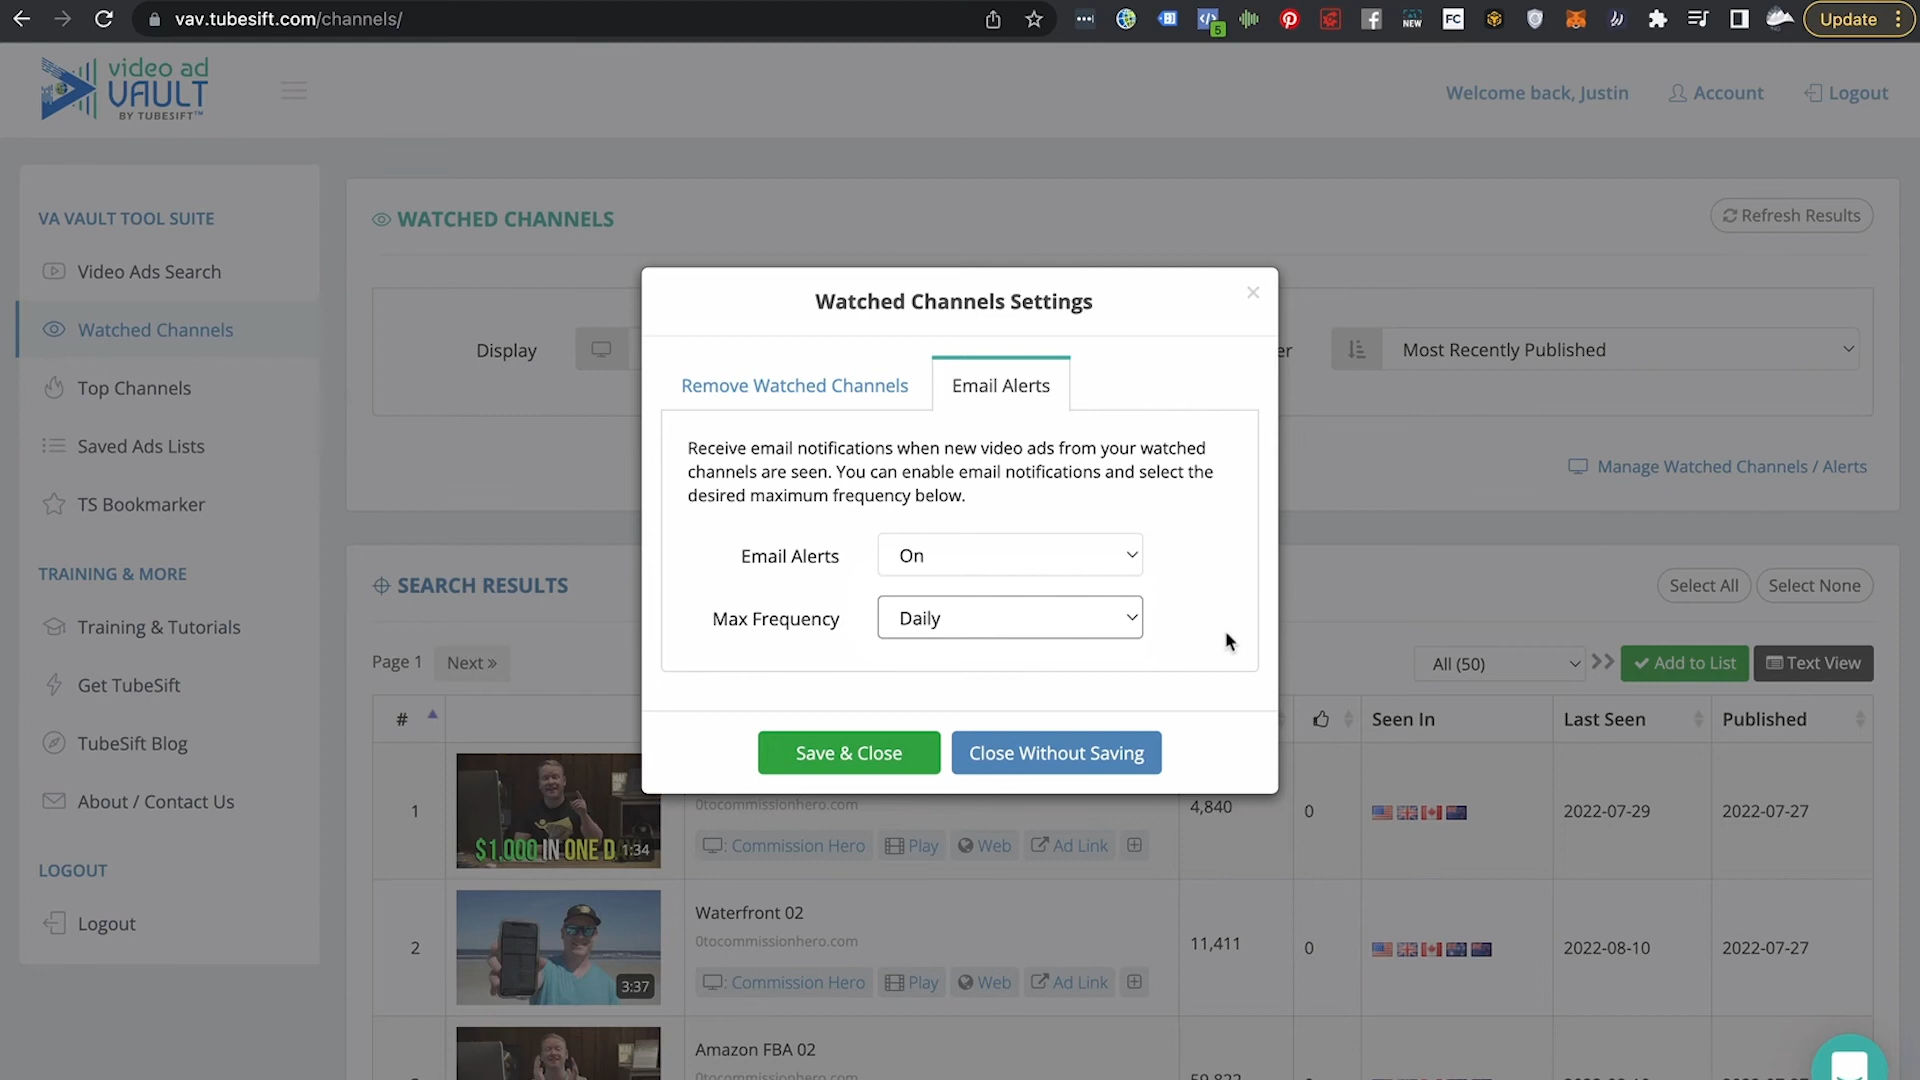 vav.tubesift.com/channels/
5
NEW
FC
Update
video ad
VAULT
BY TUBESIFT™
Welcome back, Justin
Account
Logout
VA VAULT TOOL SUITE
Video Ads Search
Watched Channels
Top Channels
Saved Ads Lists
TS Bookmarker
TRAINING & MORE
Training & Tutorials
Get TubeSift
TubeSift Blog
About / Contact Us
LOGOUT
Logout
WATCHED CHANNELS
Refresh Results
Display
er
Most Recently Published
Manage Watched Channels / Alerts
Watched Channels Settings
×
Remove Watched Channels
Email Alerts
Receive email notifications when new video ads from your watched
channels are seen. You can enable email notifications and select the
desired maximum frequency below.
Email Alerts
On
Max Frequency
Daily
Save & Close
Close Without Saving
SEARCH RESULTS
Select All
Select None
Page 1
Next »
All (50)
Add to List
Text View
#
Seen In
Last Seen
Published
1
$1,000 IN ONE D
1:34
0tocommissionhero.com
: Commission Hero
Play
Web
Ad Link
4,840
0
2022-07-29
2022-07-27
2
3:37
Waterfront 02
0tocommissionhero.com
: Commission Hero
Play
Web
Ad Link
11,411
0
2022-08-10
2022-07-27
Amazon FBA 02
0tocommissionhero.com